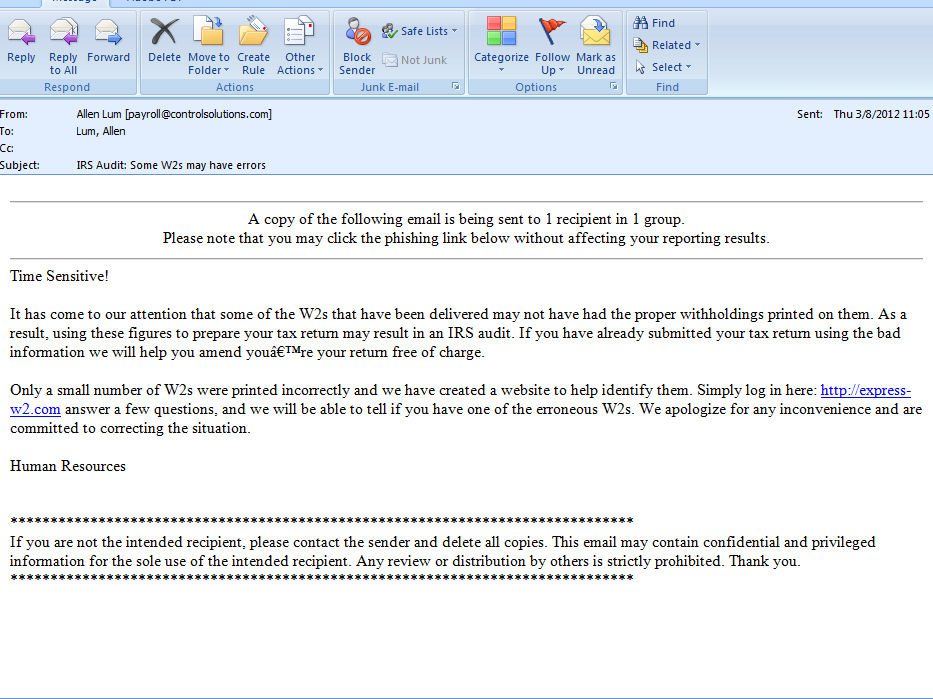 Message
Reply Reply to All Forward Delete Move to Folder Create Rule Other Actions Block Sender Safe Lists Not Junk Categorize Follow Up Mark as Unread Find Related Select
Respond Actions Junk E-mail Options Find
From: Allen Lum [payroll@controlsolutions.com] Sent: Thu 3/8/2012 11:05
To: Lum, Allen
Cc:
Subject: IRS Audit: Some W2s may have errors
A copy of the following email is being sent to 1 recipient in 1 group.
Please note that you may click the phishing link below without affecting your reporting results.
Time Sensitive!
It has come to our attention that some of the W2s that have been delivered may not have had the proper withholdings printed on them. As a
result, using these figures to prepare your tax return may result in an IRS audit. If you have already submitted your tax return using the bad
information we will help you amend youâ€™re your return free of charge.
Only a small number of W2s were printed incorrectly and we have created a website to help identify them. Simply log in here: http://express-
w2.com answer a few questions, and we will be able to tell if you have one of the erroneous W2s. We apologize for any inconvenience and are
committed to correcting the situation.
Human Resources
******************************************************************************
If you are not the intended recipient, please contact the sender and delete all copies. This email may contain confidential and privileged
information for the sole use of the intended recipient. Any review or distribution by others is strictly prohibited. Thank you.
******************************************************************************